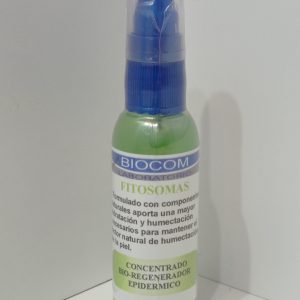 BIOCOM
LABORATORIO
FITOSOMAS
Formulado con componentes
aporta una mayor
y humectación
necesarios para mantener el
natural de humectación
la piel.
CONCENTRADO
BIO-REGENERADOR
EPIDERMICO